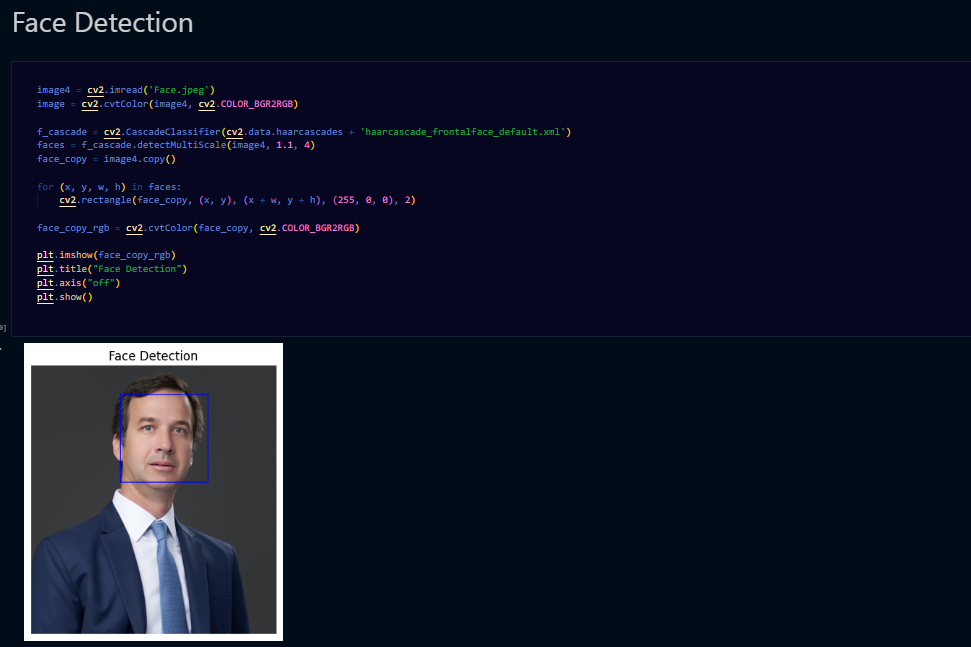 Face Detection
image4 = cv2.imread('Face.jpeg')
image = cv2.cvtColor(image4, cv2.COLOR_BGR2RGB)
f_cascade = cv2.CascadeClassifier(cv2.data.haarcascades + 'haarcascade_frontalface_default.xml')
faces = f_cascade.detectMultiScale(image4, 1.1, 4)
face_copy = image4.copy()
for (x, y, w, h) in faces:
    cv2.rectangle(face_copy, (x, y), (x + w, y + h), (255, 0, 0), 2)
face_copy_rgb = cv2.cvtColor(face_copy, cv2.COLOR_BGR2RGB)
plt.imshow(face_copy_rgb)
plt.title("Face Detection")
plt.axis("off")
plt.show()
Face Detection